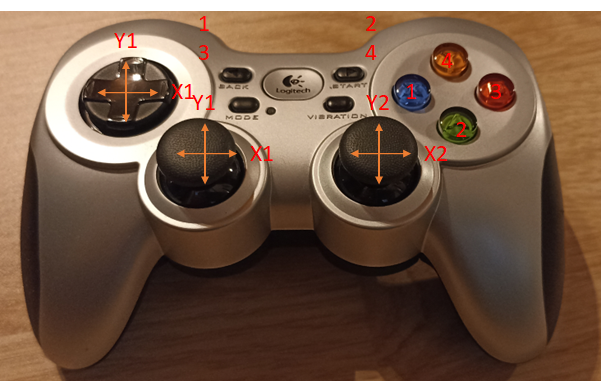 1
2
Y1
3
4
4
BACK
Logitech
START
X1
Y1
Y2
1
3
MODE
VIBRATION
2
X1
X2